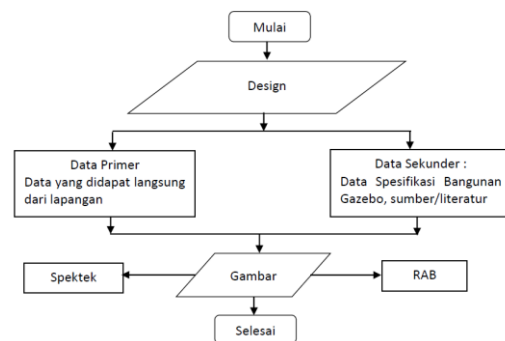 Mulai
Design
Data Primer
Data yang didapat langsung
dari lapangan
Data Sekunder :
Data Spesifikasi Bangunan
Gazebo, sumber/literatur
Spektek
Gambar
RAB
Selesai